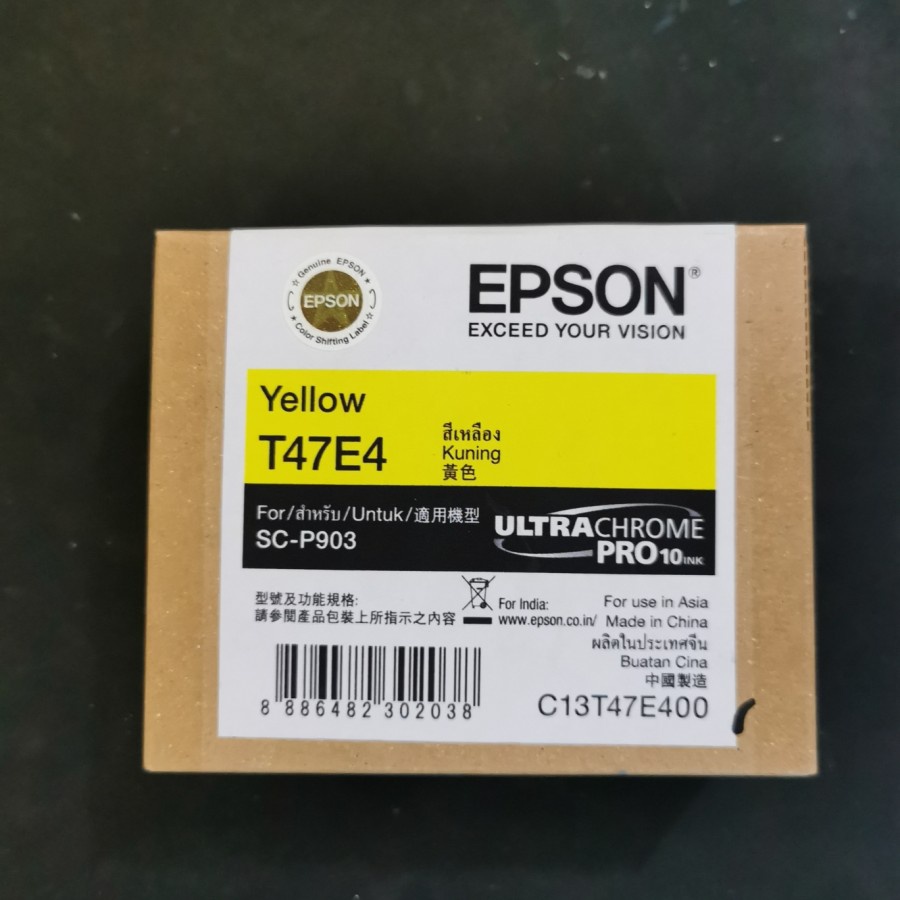 ☆ Genuine EPSON ☆
EPSON
★ Color Shifting Label ☆
EPSON®
EXCEED YOUR VISION
Yellow
T47E4
สีเหลือง
Kuning
黃色
For/สำหรับ/Untuk/適用機型
SC-P903
ULTRACHROME
PRO10INK
型號及功能規格:
請參閱產品包裝上所指示之內容
For India:
www.epson.co.in/
For use in Asia
Made in China
ผลิตในประเทศจีน
Buatan Cina
中國製造
8 886482 302038
C13T47E400